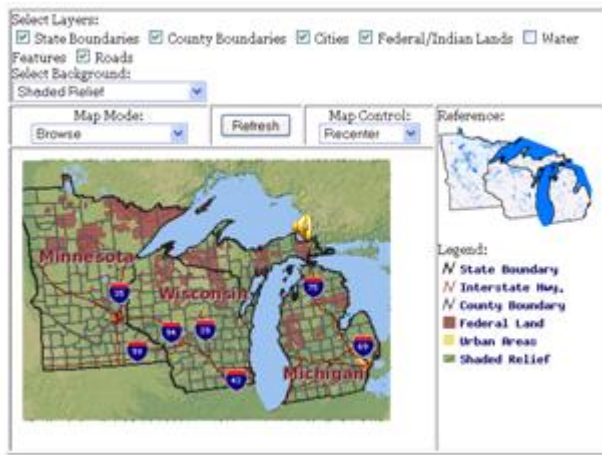 Select Layers:
State Boundaries County Boundaries Cities Federal/Indian Lands Water
Features Roads
Select Background:
Shaded Relief
Map Mode:
Browse
Refresh
Map Control:
Recenter
Reference:
Minnesota
Wisconsin
Michigan
35
94
39
90
43
75
69
Legend:
State Boundary
Interstate Hwy.
County Boundary
Federal Land
Urban Areas
Shaded Relief